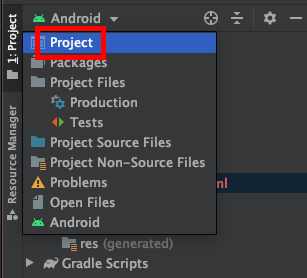 1: Project
Resource Manager
Android
Project
Packages
Project Files
Production
Tests
Project Source Files
Project Non-Source Files
Problems
Open Files
Android
ml
res (generated)
Gradle Scripts